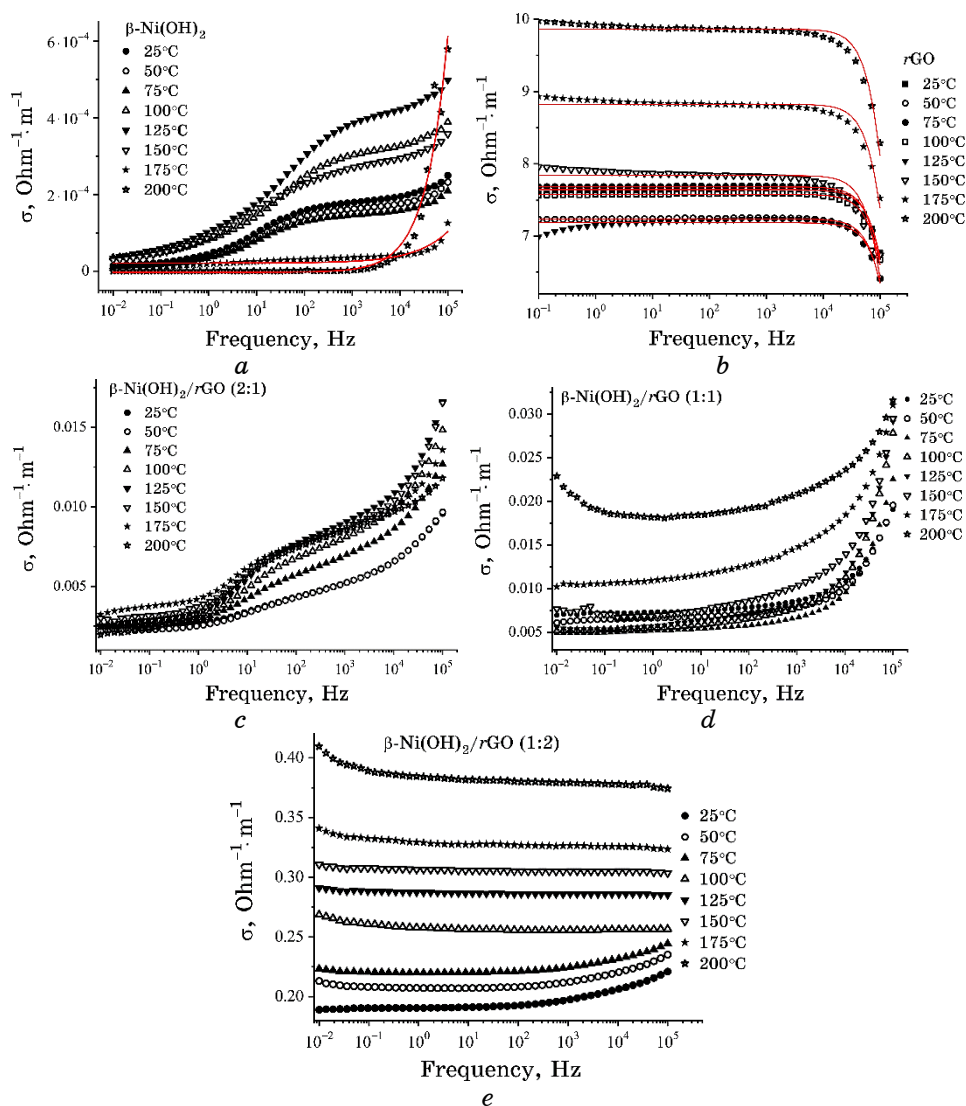 β-Ni(OH)₂
25°C
50°C
75°C
100°C
125°C
150°C
175°C
200°C
6·10⁻⁴
4·10⁻⁴
2·10⁻⁴
0
σ, Ohm⁻¹·m⁻¹
10⁻² 10⁻¹ 10⁰ 10¹ 10² 10³ 10⁴ 10⁵
Frequency, Hz
a
rGO
25°C
50°C
75°C
100°C
125°C
150°C
175°C
200°C
10
9
8
7
σ, Ohm⁻¹·m⁻¹
10⁻¹ 10⁰ 10¹ 10² 10³ 10⁴ 10⁵
Frequency, Hz
b
β-Ni(OH)₂/rGO (2:1)
25°C
50°C
75°C
100°C
125°C
150°C
175°C
200°C
0.015
0.010
0.005
σ, Ohm⁻¹·m⁻¹
10⁻² 10⁻¹ 10⁰ 10¹ 10² 10³ 10⁴ 10⁵
Frequency, Hz
c
β-Ni(OH)₂/rGO (1:1)
25°C
50°C
75°C
100°C
125°C
150°C
175°C
200°C
0.030
0.025
0.020
0.015
0.010
0.005
σ, Ohm⁻¹·m⁻¹
10⁻² 10⁻¹ 10⁰ 10¹ 10² 10³ 10⁴ 10⁵
Frequency, Hz
d
β-Ni(OH)₂/rGO (1:2)
25°C
50°C
75°C
100°C
125°C
150°C
175°C
200°C
0.40
0.35
0.30
0.25
0.20
σ, Ohm⁻¹·m⁻¹
10⁻² 10⁻¹ 10⁰ 10¹ 10² 10³ 10⁴ 10⁵
Frequency, Hz
e